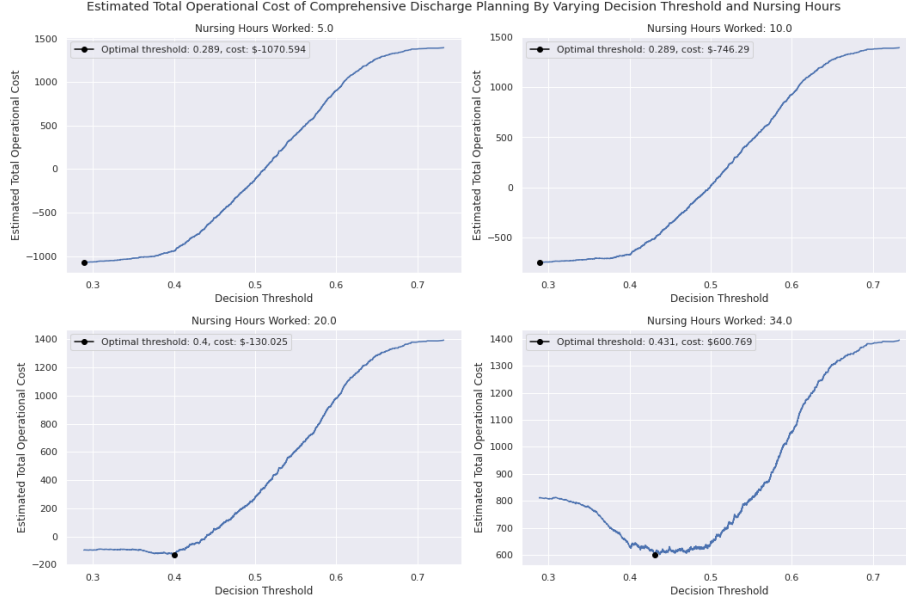 Estimated Total Operational Cost of Comprehensive Discharge Planning By Varying Decision Threshold and Nursing Hours
Nursing Hours Worked: 5.0
Optimal threshold: 0.289, cost: $-1070.594
Estimated Total Operational Cost
1500
1000
500
0
−500
−1000
0.3 0.4 0.5 0.6 0.7
Decision Threshold
Nursing Hours Worked: 10.0
Optimal threshold: 0.289, cost: $-746.29
Estimated Total Operational Cost
1500
1000
500
0
−500
0.3 0.4 0.5 0.6 0.7
Decision Threshold
Nursing Hours Worked: 20.0
Optimal threshold: 0.4, cost: $-130.025
Estimated Total Operational Cost
1400
1200
1000
800
600
400
200
0
−200
0.3 0.4 0.5 0.6 0.7
Decision Threshold
Nursing Hours Worked: 34.0
Optimal threshold: 0.431, cost: $600.769
Estimated Total Operational Cost
1400
1300
1200
1100
1000
900
800
700
600
0.3 0.4 0.5 0.6 0.7
Decision Threshold